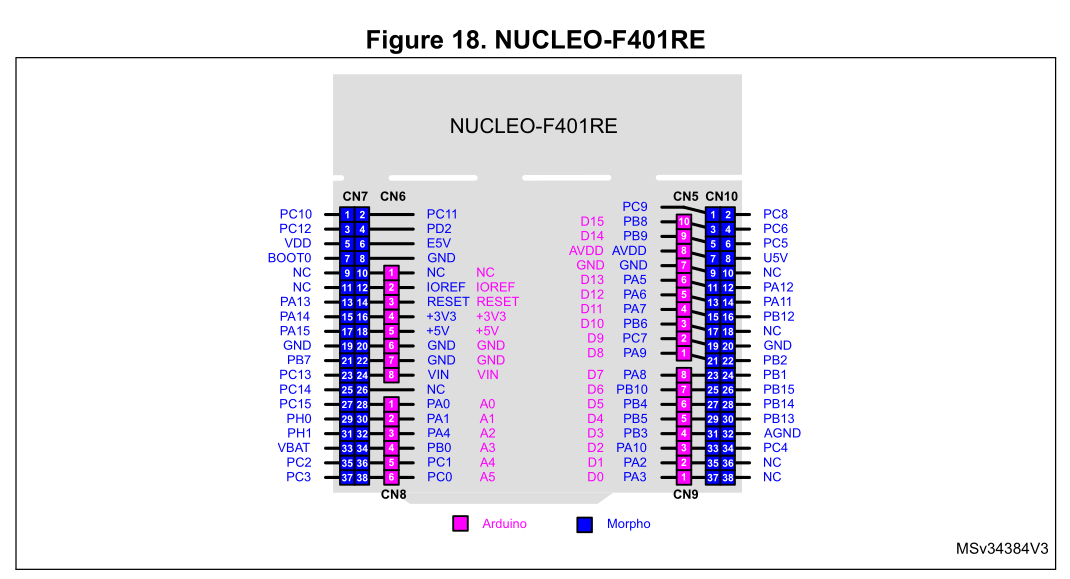 Figure 18. NUCLEO-F401RE
NUCLEO-F401RE
CN7 CN6 CN5 CN10
PC9
PC10 1 2 PC11 1 2 PC8
D15 PB8 10
PC12 3 4 PD2 3 4 PC6
D14 PB9 9
VDD 5 6 E5V 5 6 PC5
AVDD AVDD 8
BOOT0 7 8 GND 7 8 U5V
GND GND 7
NC 9 10 1 NC NC 9 10 NC
D13 PA5 6
NC 11 12 2 IOREF IOREF 11 12 PA12
D12 PA6 5
PA13 13 14 3 RESET RESET 13 14 PA11
D11 PA7 4
PA14 15 16 4 +3V3 +3V3 15 16 PB12
D10 PB6 3
PA15 17 18 5 +5V +5V 17 18 NC
D9 PC7 2
GND 19 20 6 GND GND 19 20 GND
D8 PA9 1
PB7 21 22 7 GND GND 21 22 PB2
PC13 23 24 8 VIN VIN D7 PA8 8 23 24 PB1
PC14 25 26 NC D6 PB10 7 25 26 PB15
PC15 27 28 1 PA0 A0 D5 PB4 6 27 28 PB14
PH0 29 30 2 PA1 A1 D4 PB5 5 29 30 PB13
PH1 31 32 3 PA4 A2 D3 PB3 4 31 32 AGND
VBAT 33 34 4 PB0 A3 D2 PA10 3 33 34 PC4
PC2 35 36 5 PC1 A4 D1 PA2 2 35 36 NC
PC3 37 38 6 PC0 A5 D0 PA3 1 37 38 NC
CN8 CN9
Arduino Morpho
MSv34384V3